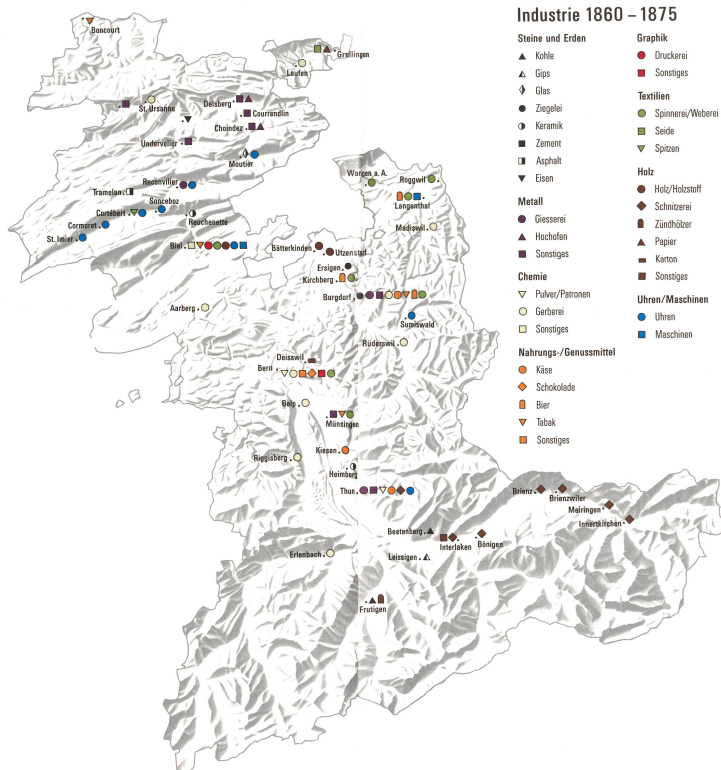 Industrie 1860 – 1875
Steine und Erden
Kohle
Gips
Glas
Ziegelei
Keramik
Zement
Asphalt
Eisen
Metall
Giesserei
Hochofen
Sonstiges
Chemie
Pulver/Patronen
Gerberei
Sonstiges
Nahrungs-/Genussmittel
Käse
Schokolade
Bier
Tabak
Sonstiges
Graphik
Druckerei
Sonstiges
Textilien
Spinnerei/Weberei
Seide
Spitzen
Holz
Holz/Holzstoff
Schnitzerei
Zündhölzer
Papier
Karton
Sonstiges
Uhren/Maschinen
Uhren
Maschinen
Boncourt
Grellingen
Laufen
St. Ursanne
Delsberg
Courrendlin
Choindez
Undervelier
Moutier
Reconvilier
Tramelan
Sonceboz
Cortébert
Reuchenette
Cormoret
St. Imier
Biel
Wangen a. A.
Roggwil
Langenthal
Madiswil
Bätterkinden
Utzenstorf
Ersigen
Kirchberg
Burgdorf
Aarberg
Sumiswald
Rüderswil
Deisswil
Bern
Belp
Münsingen
Kiesen
Riggisberg
Heimberg
Thun
Brienz
Brienzwiler
Meiringen
Innertkirchen
Beatenberg
Interlaken
Bönigen
Leissigen
Erlenbach
Frutigen